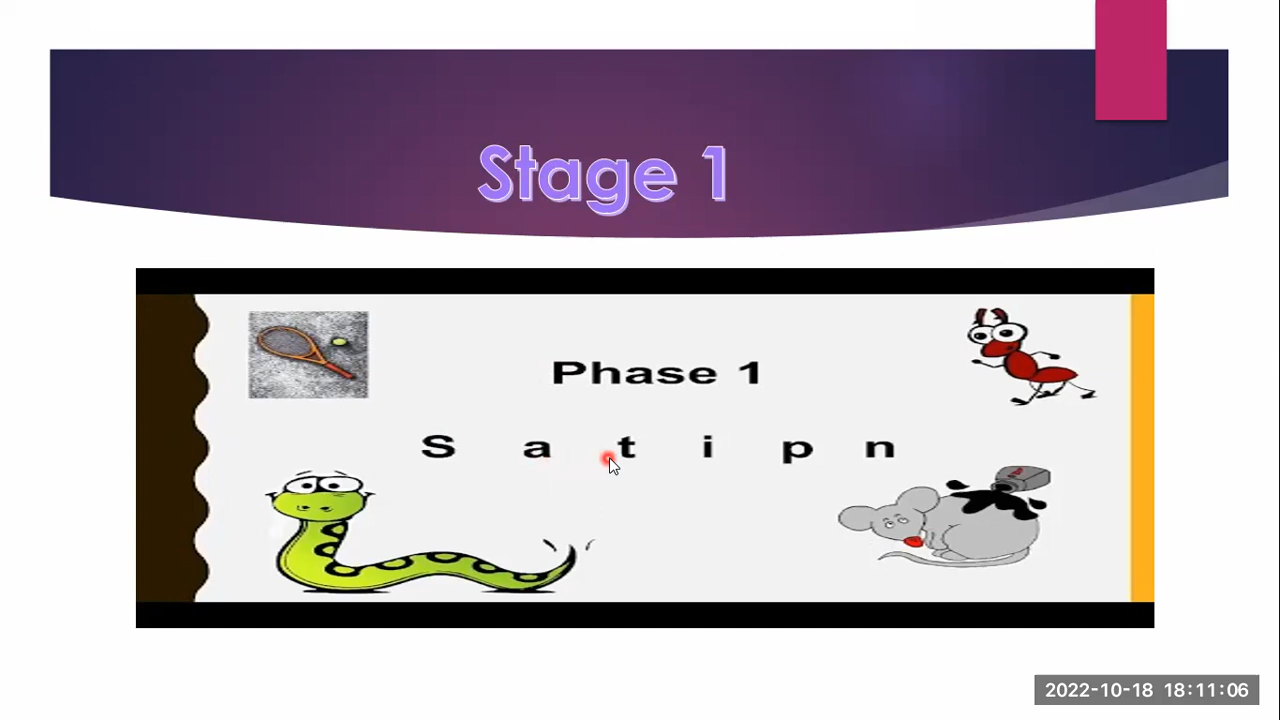 Stage 1
Phase 1
S a t i p n
2022-10-18 18:11:06